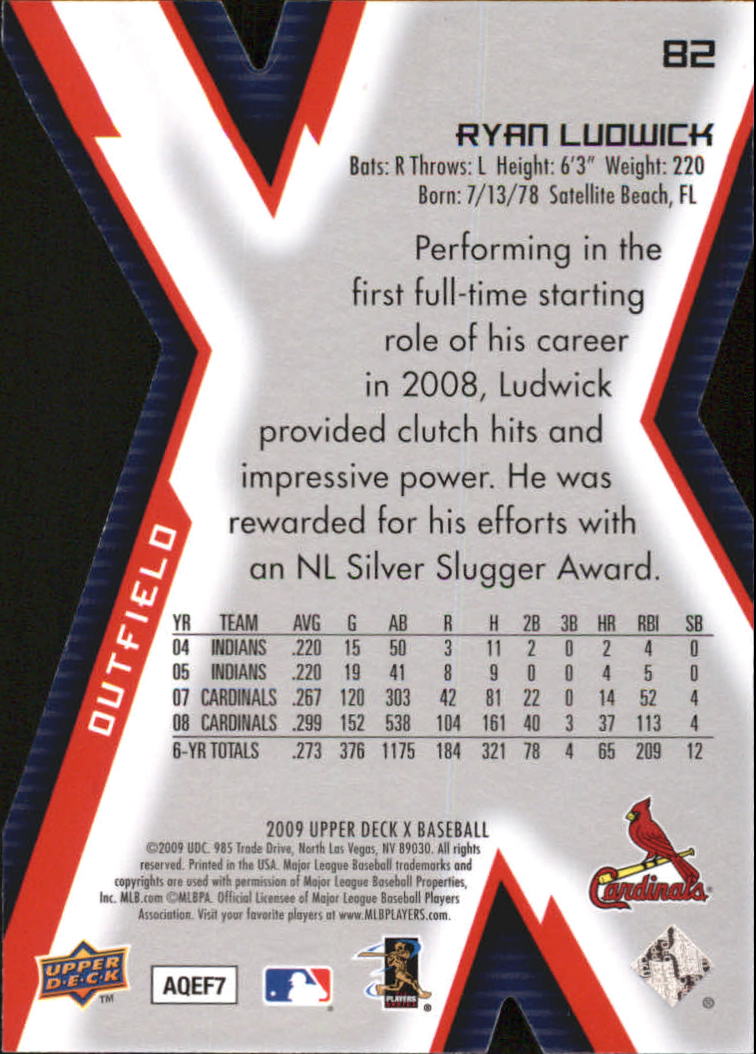 82
RYAN LUDWICK
Bats: R Throws: L Height: 6'3" Weight: 220
Born: 7/13/78 Satellite Beach, FL
Performing in the
first full-time starting
role of his career
in 2008, Ludwick
provided clutch hits and
impressive power. He was
rewarded for his efforts with
an NL Silver Slugger Award.
OUTFIELD
YR TEAM AVG G AB R H 2B 3B HR RBI SB
04 INDIANS .220 15 50 3 11 2 0 2 4 0
05 INDIANS .220 19 41 8 9 0 0 4 5 0
07 CARDINALS .267 120 303 42 81 22 0 14 52 4
08 CARDINALS .299 152 538 104 161 40 3 37 113 4
6-YR TOTALS .273 376 1175 184 321 78 4 65 209 12
2009 UPPER DECK X BASEBALL
©2009 UDC. 985 Trade Drive, North Las Vegas, NV 89030. All rights
reserved. Printed in the USA. Major League Baseball trademarks and
copyrights are used with permission of Major League Baseball Properties,
Inc. MLB.com ©MLBPA. Official Licensee of Major League Baseball Players
Association. Visit your favorite players at www.MLBPLAYERS.com.
Cardinals®
UPPER
D·E·C·K
TM
AQEF7
®
PLAYERS
CHOICE
®
®